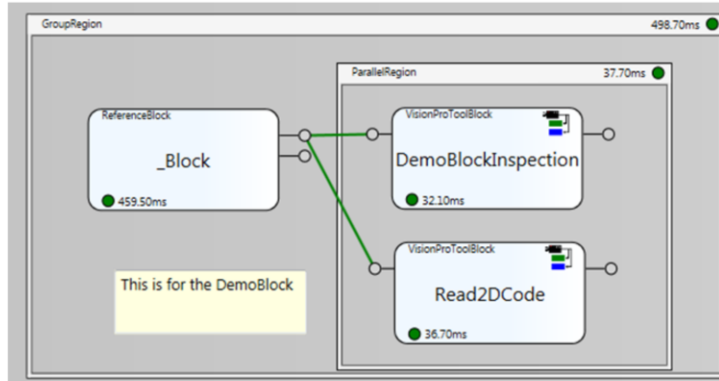 GroupRegion 498.70ms
ParallelRegion 37.70ms
ReferenceBlock
_Block
459.50ms
VisionProToolBlock
DemoBlockInspection
32.10ms
This is for the DemoBlock
VisionProToolBlock
Read2DCode
36.70ms